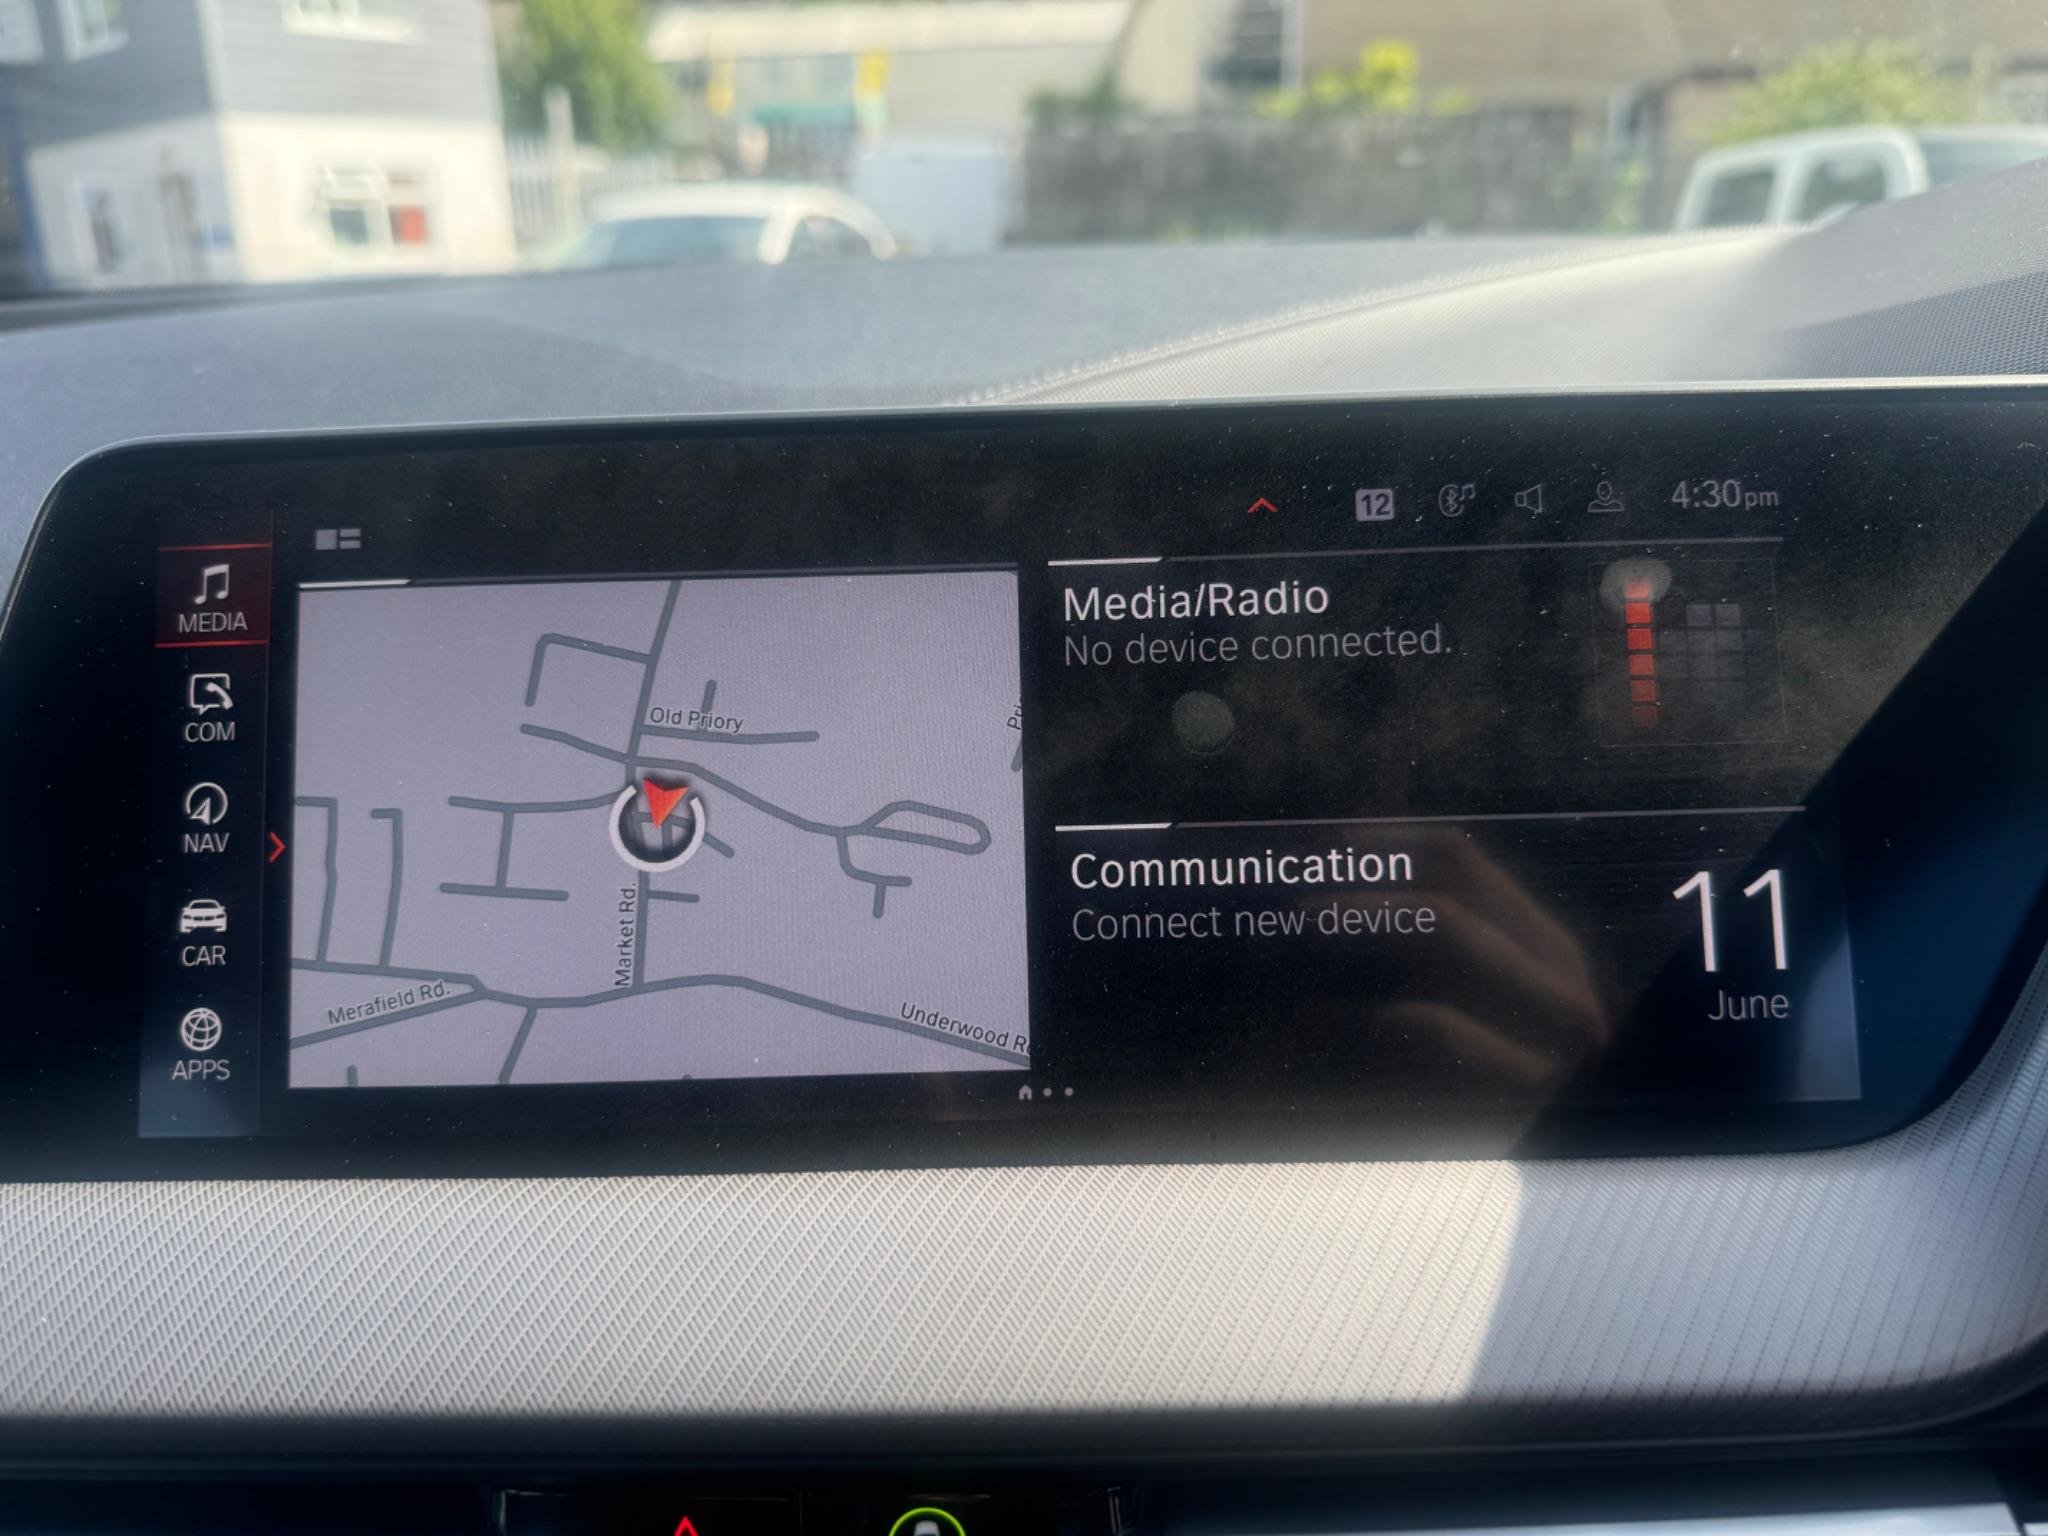 12
4:30pm
MEDIA
COM
NAV
CAR
APPS
Old Priory
Pri
Market Rd.
Merafield Rd.
Underwood R
Media/Radio
No device connected.
Communication
Connect new device
11
June